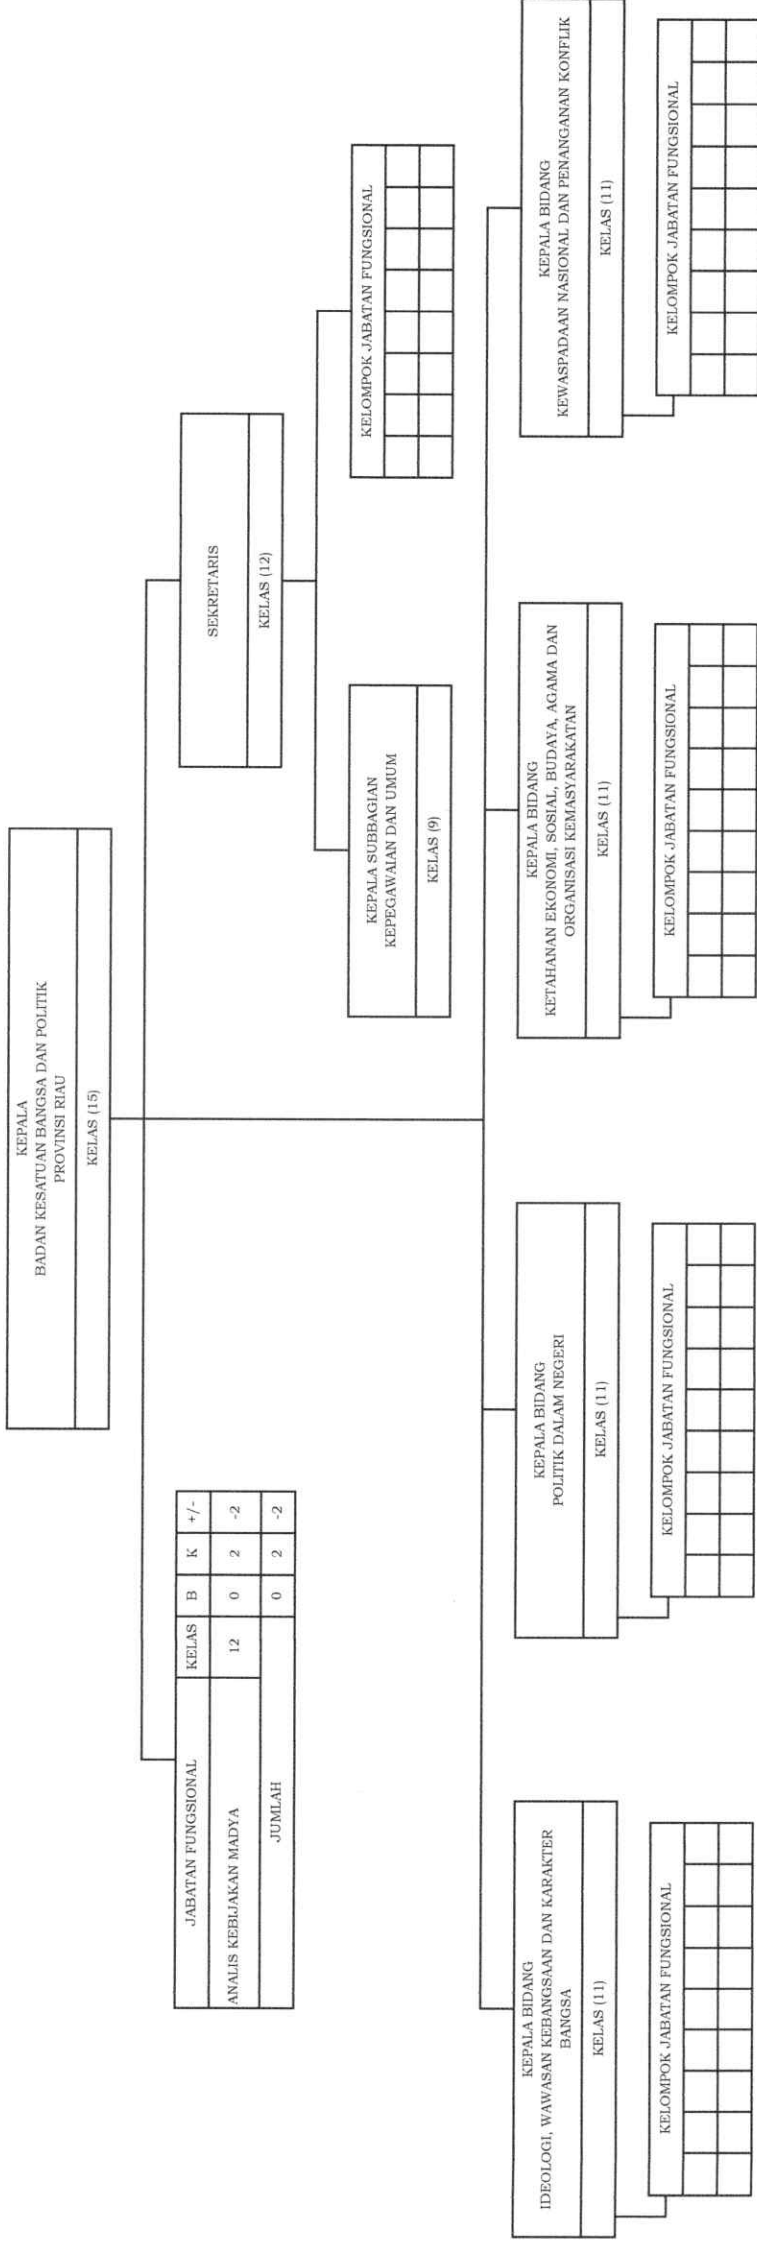 KEPALA
BADAN KESATUAN BANGSA DAN POLITIK
PROVINSI RIAU
KELAS (15)
JABATAN FUNGSIONAL KELAS B K +/-
ANALIS KEBIJAKAN MADYA 12 0 2 -2
JUMLAH 0 2 -2
SEKRETARIS
KELAS (12)
KEPALA SUBBAGIAN
KEPEGAWAIAN DAN UMUM
KELAS (9)
KELOMPOK JABATAN FUNGSIONAL
KEPALA BIDANG
IDEOLOGI, WAWASAN KEBANGSAAN DAN KARAKTER
BANGSA
KELAS (11)
KELOMPOK JABATAN FUNGSIONAL
KEPALA BIDANG
POLITIK DALAM NEGERI
KELAS (11)
KELOMPOK JABATAN FUNGSIONAL
KEPALA BIDANG
KETAHANAN EKONOMI, SOSIAL, BUDAYA, AGAMA DAN
ORGANISASI KEMASYARAKATAN
KELAS (11)
KELOMPOK JABATAN FUNGSIONAL
KEPALA BIDANG
KEWASPADAAN NASIONAL DAN PENANGANAN KONFLIK
KELAS (11)
KELOMPOK JABATAN FUNGSIONAL